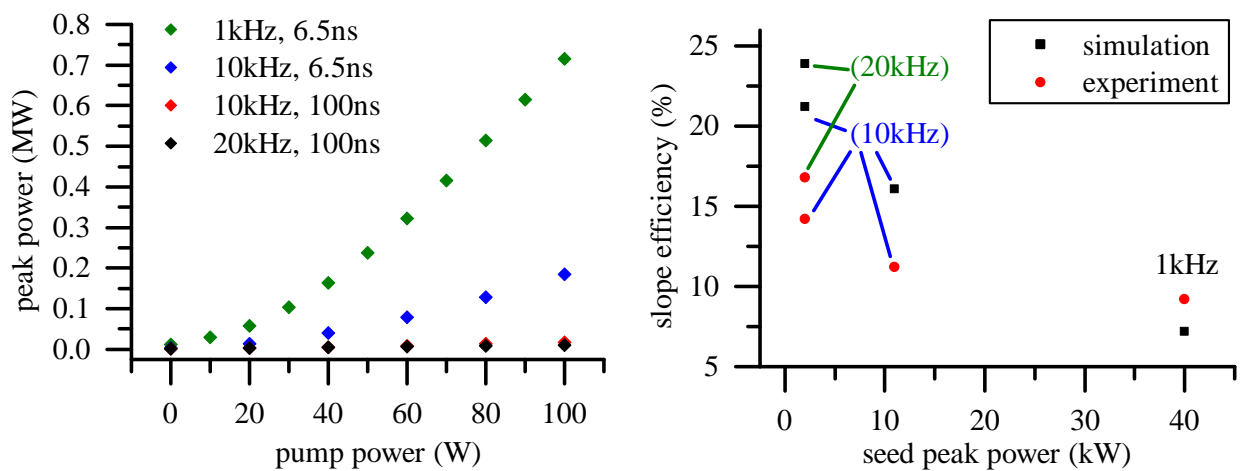 0.8
0.7
0.6
0.5
0.4
0.3
0.2
0.1
0.0
peak power (MW)
1kHz, 6.5ns
10kHz, 6.5ns
10kHz, 100ns
20kHz, 100ns
0 20 40 60 80 100
pump power (W)
25
20
15
10
5
slope efficiency (%)
simulation
experiment
(20kHz)
(10kHz)
1kHz
0 10 20 30 40
seed peak power (kW)